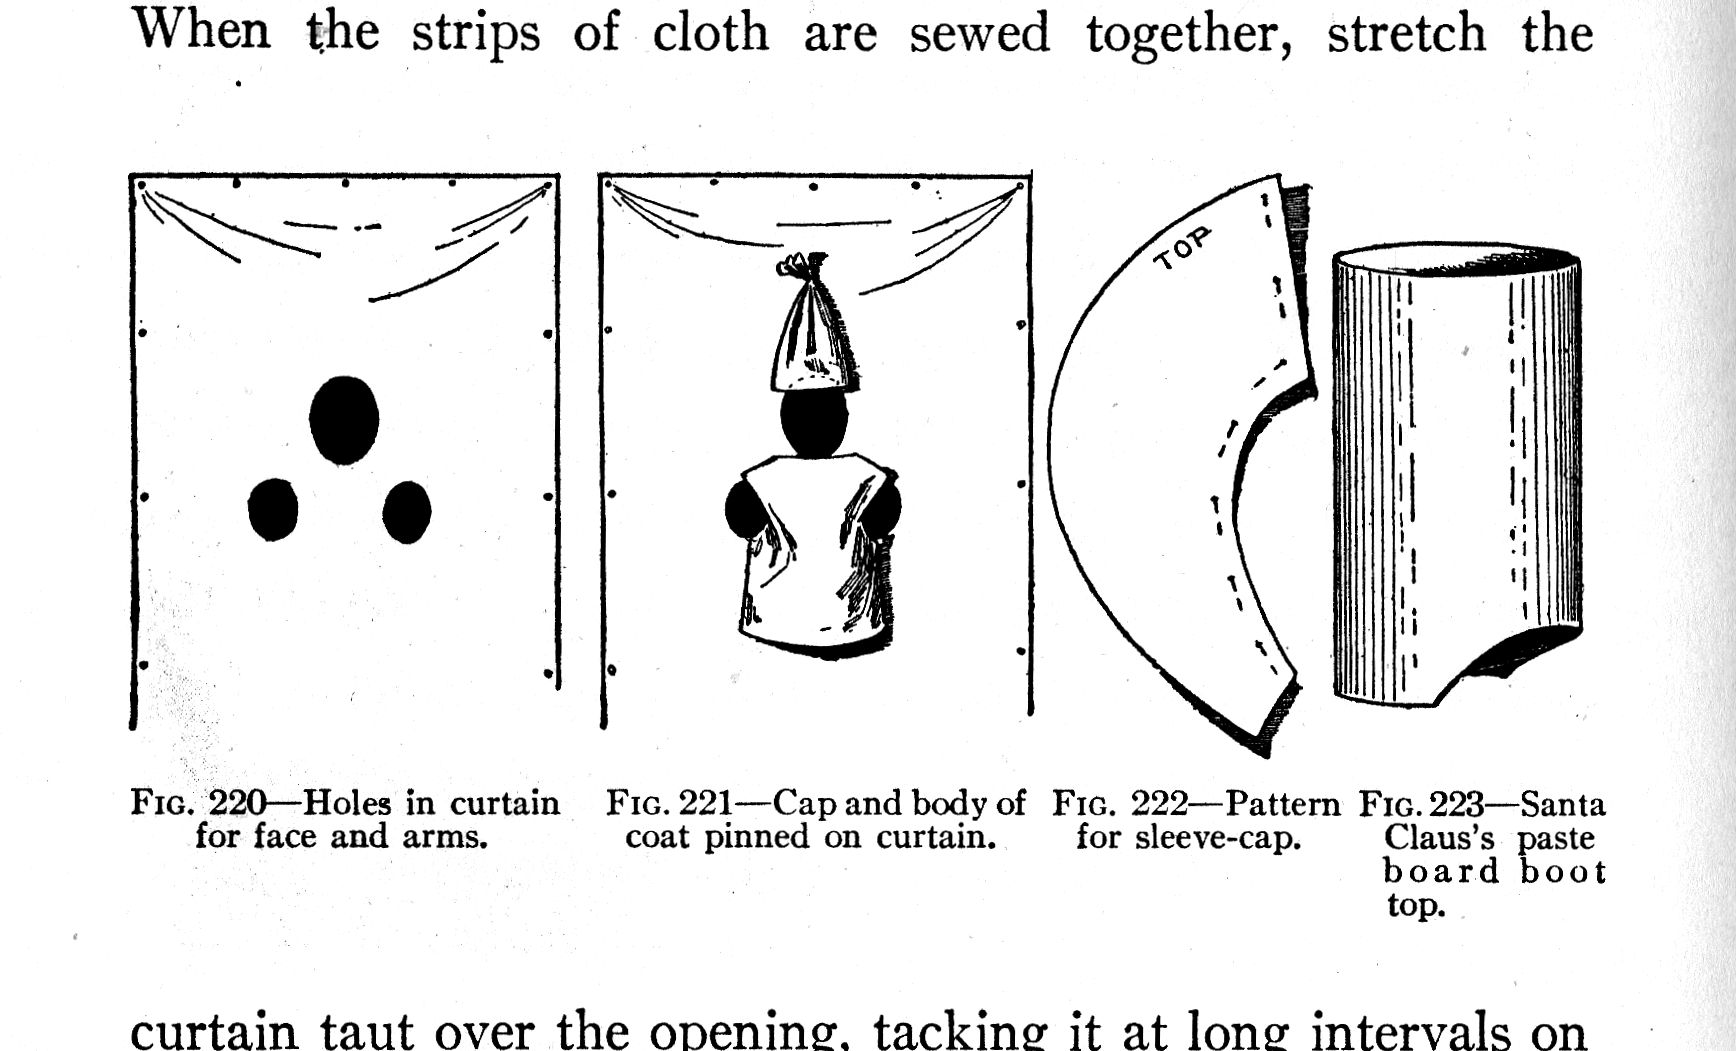 When the strips of cloth are sewed together, stretch the
TOP
FIG. 220—Holes in curtain
for face and arms.
FIG. 221—Cap and body of
coat pinned on curtain.
FIG. 222—Pattern
for sleeve-cap.
FIG. 223—Santa
Claus's paste
board boot
top.
curtain taut over the opening, tacking it at long intervals on